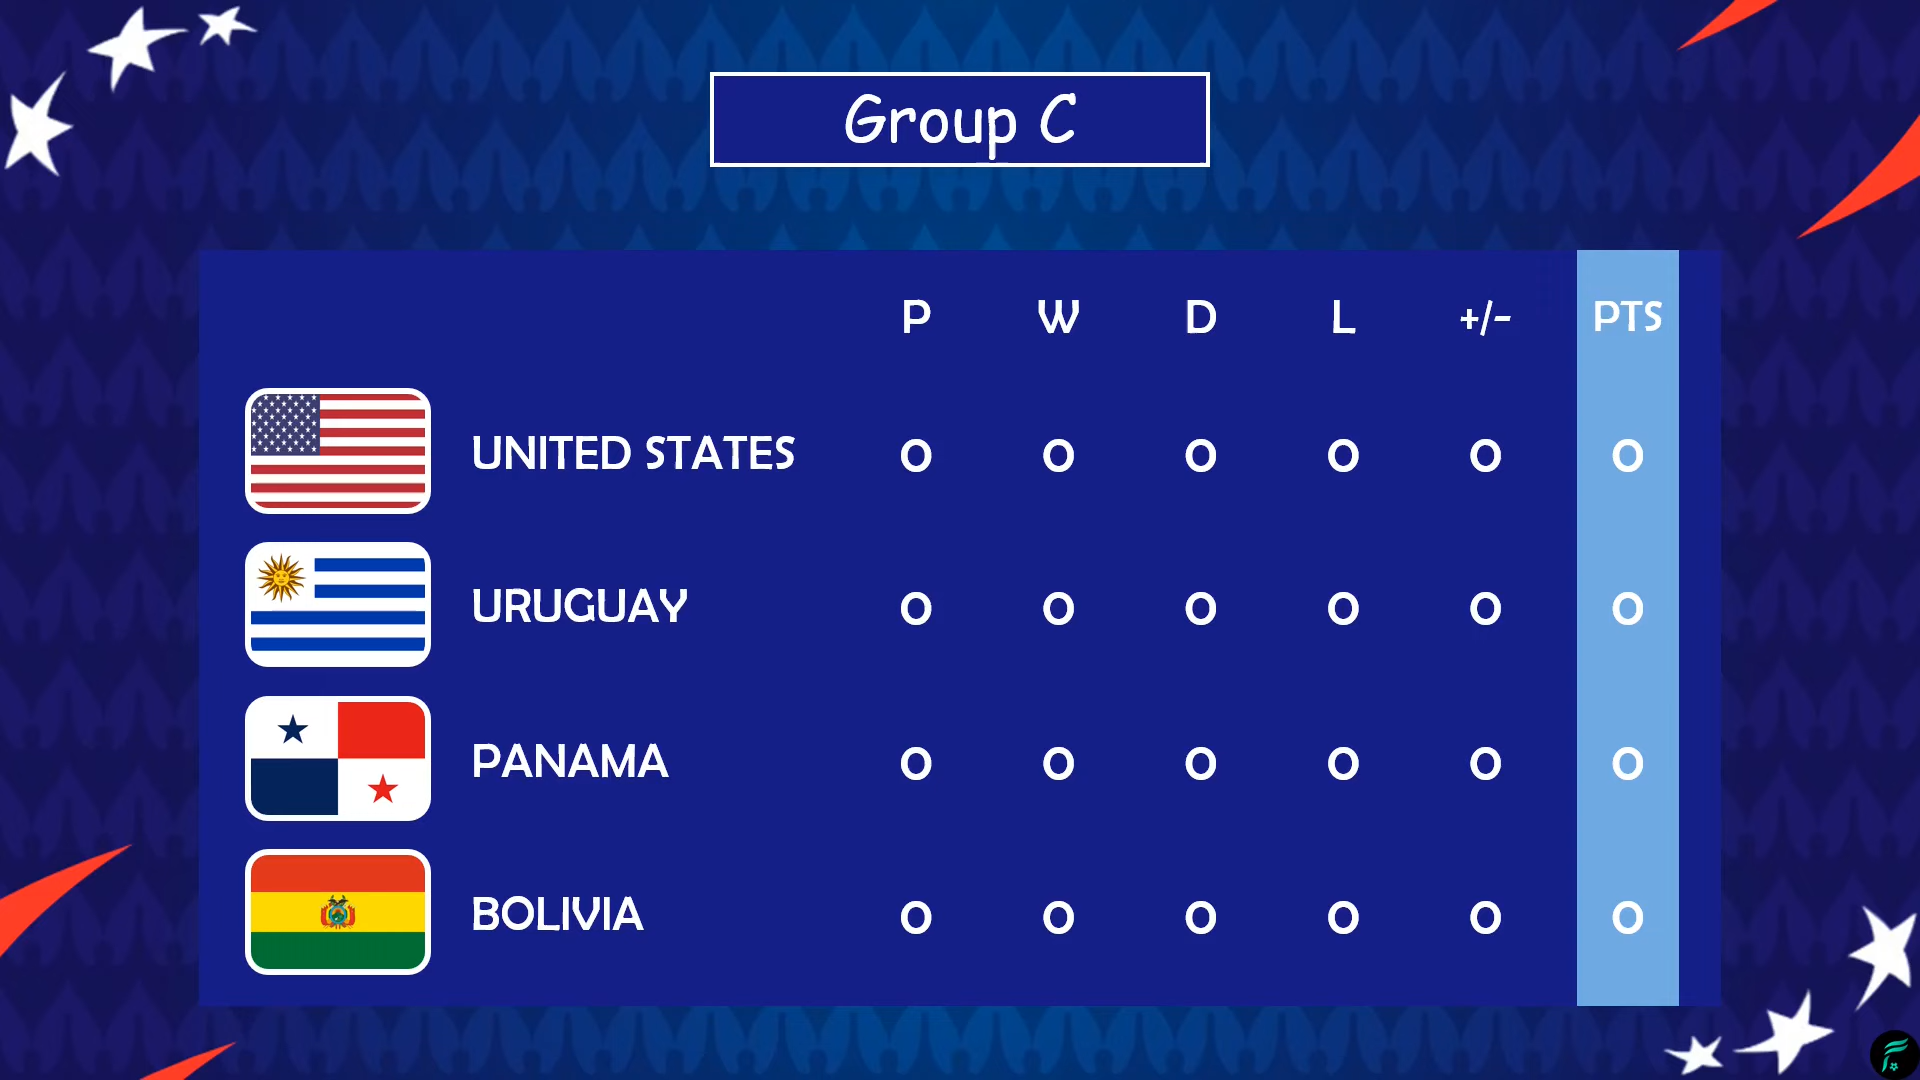 Group C
P W D L +/- PTS
UNITED STATES 0 0 0 0 0 0
URUGUAY 0 0 0 0 0 0
PANAMA 0 0 0 0 0 0
BOLIVIA 0 0 0 0 0 0